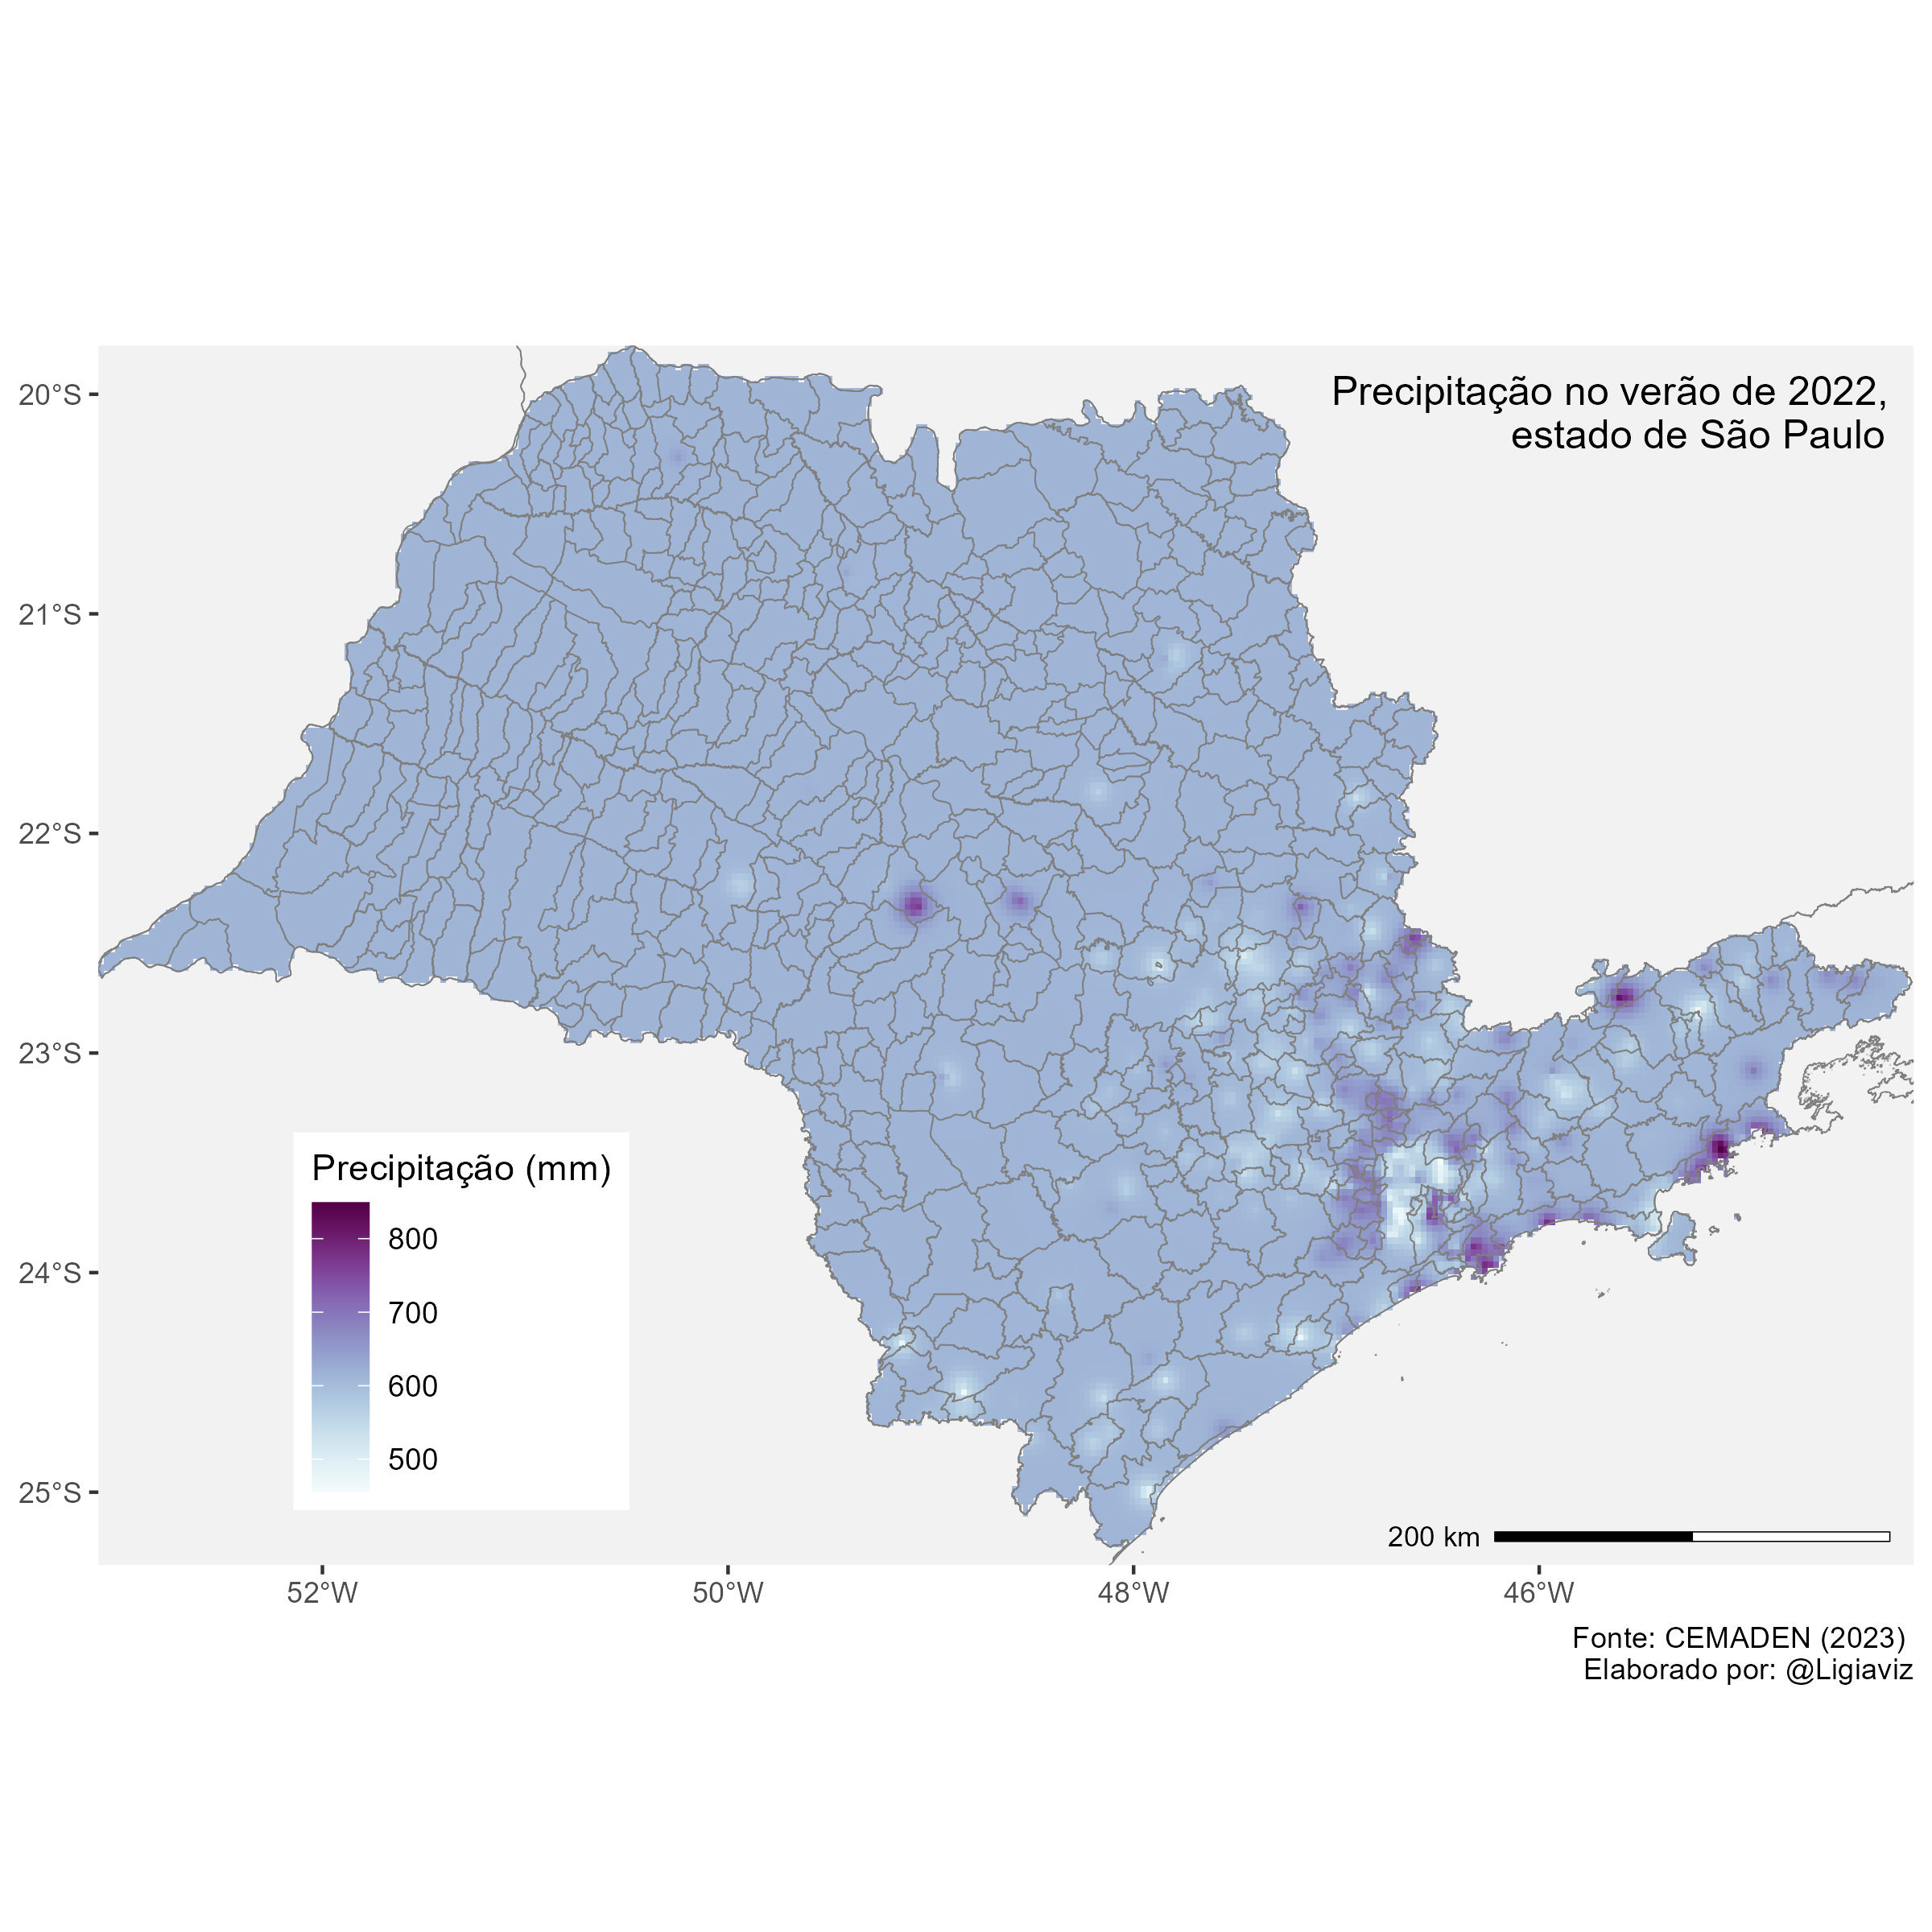 Precipitação no verão de 2022,
estado de São Paulo
20°S
21°S
22°S
23°S
24°S
25°S
Precipitação (mm)
800
700
600
500
200 km
52°W
50°W
48°W
46°W
Fonte: CEMADEN (2023)
Elaborado por: @Ligiaviz